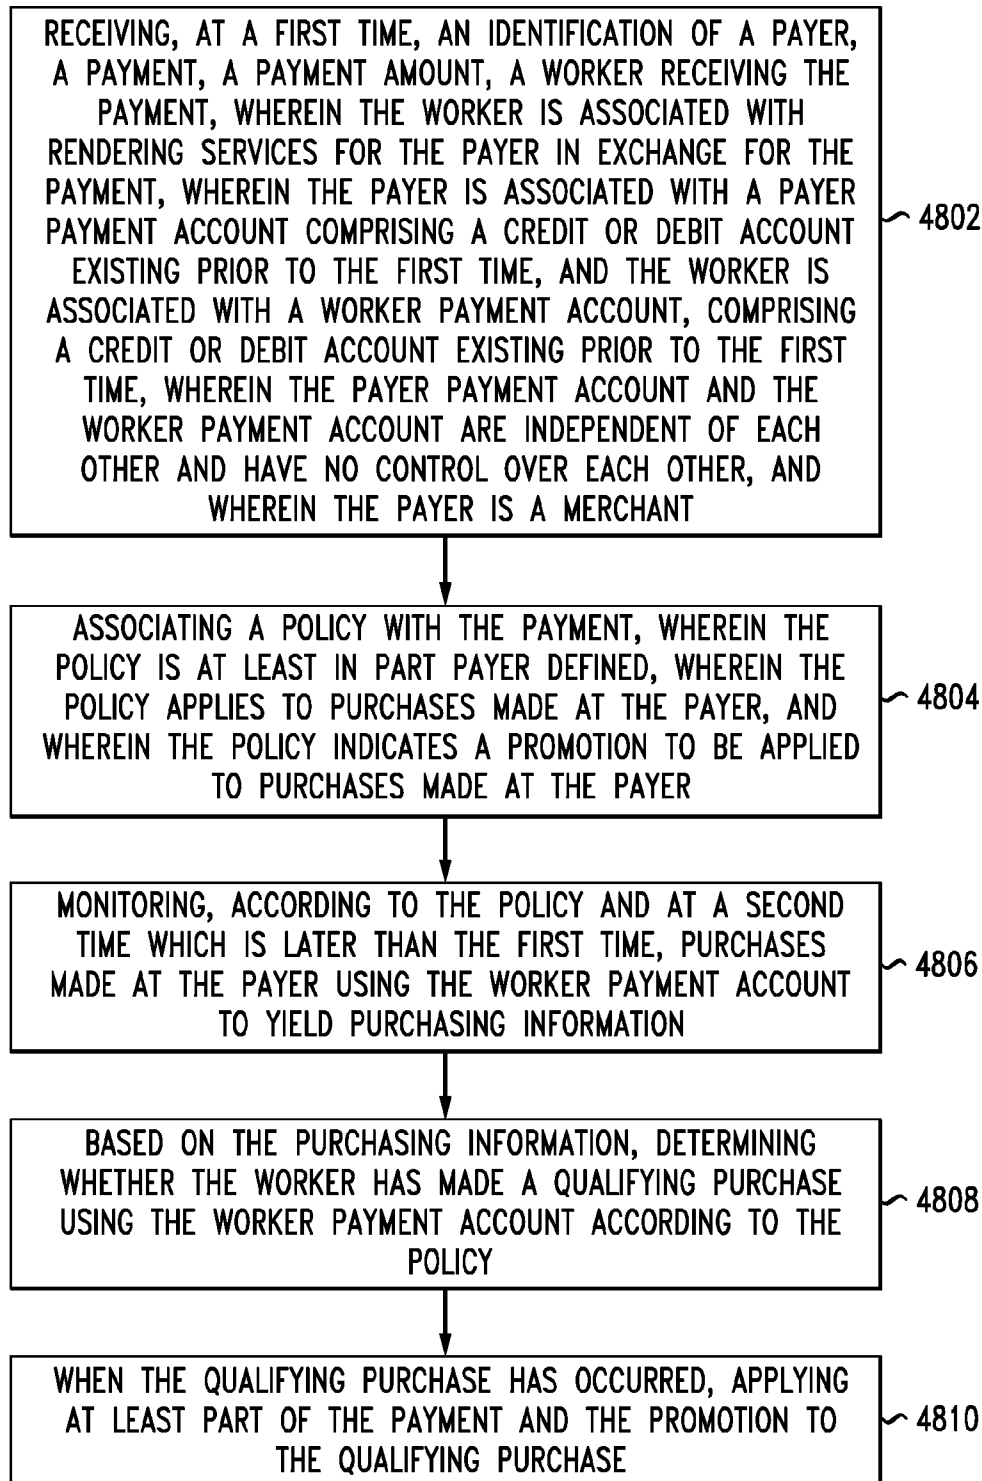 RECEIVING, AT A FIRST TIME, AN IDENTIFICATION OF A PAYER,
A PAYMENT, A PAYMENT AMOUNT, A WORKER RECEIVING THE
PAYMENT, WHEREIN THE WORKER IS ASSOCIATED WITH
RENDERING SERVICES FOR THE PAYER IN EXCHANGE FOR THE
PAYMENT, WHEREIN THE PAYER IS ASSOCIATED WITH A PAYER
PAYMENT ACCOUNT COMPRISING A CREDIT OR DEBIT ACCOUNT
EXISTING PRIOR TO THE FIRST TIME, AND THE WORKER IS
ASSOCIATED WITH A WORKER PAYMENT ACCOUNT, COMPRISING
A CREDIT OR DEBIT ACCOUNT EXISTING PRIOR TO THE FIRST
TIME, WHEREIN THE PAYER PAYMENT ACCOUNT AND THE
WORKER PAYMENT ACCOUNT ARE INDEPENDENT OF EACH
OTHER AND HAVE NO CONTROL OVER EACH OTHER, AND
WHEREIN THE PAYER IS A MERCHANT
4802
ASSOCIATING A POLICY WITH THE PAYMENT, WHEREIN THE
POLICY IS AT LEAST IN PART PAYER DEFINED, WHEREIN THE
POLICY APPLIES TO PURCHASES MADE AT THE PAYER, AND
WHEREIN THE POLICY INDICATES A PROMOTION TO BE APPLIED
TO PURCHASES MADE AT THE PAYER
4804
MONITORING, ACCORDING TO THE POLICY AND AT A SECOND
TIME WHICH IS LATER THAN THE FIRST TIME, PURCHASES
MADE AT THE PAYER USING THE WORKER PAYMENT ACCOUNT
TO YIELD PURCHASING INFORMATION
4806
BASED ON THE PURCHASING INFORMATION, DETERMINING
WHETHER THE WORKER HAS MADE A QUALIFYING PURCHASE
USING THE WORKER PAYMENT ACCOUNT ACCORDING TO THE
POLICY
4808
WHEN THE QUALIFYING PURCHASE HAS OCCURRED, APPLYING
AT LEAST PART OF THE PAYMENT AND THE PROMOTION TO
THE QUALIFYING PURCHASE
4810